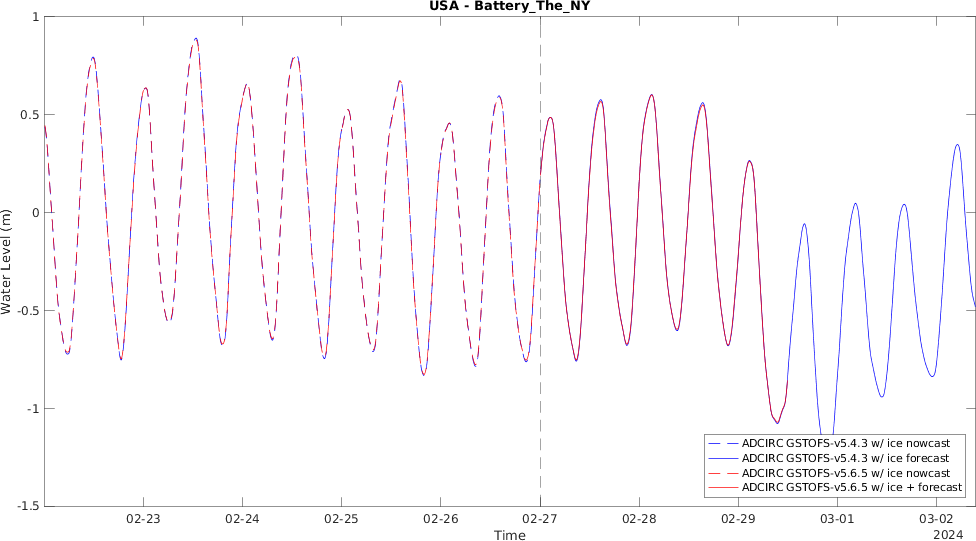 USA - Battery_The_NY
1
0.5
0
-0.5
-1
-1.5
Water Level (m)
ADCIRC GSTOFS-v5.4.3 w/ ice nowcast
ADCIRC GSTOFS-v5.4.3 w/ ice forecast
ADCIRC GSTOFS-v5.6.5 w/ ice nowcast
ADCIRC GSTOFS-v5.6.5 w/ ice + forecast
02-23 02-24 02-25 02-26 02-27 02-28 02-29 03-01 03-02
Time
2024